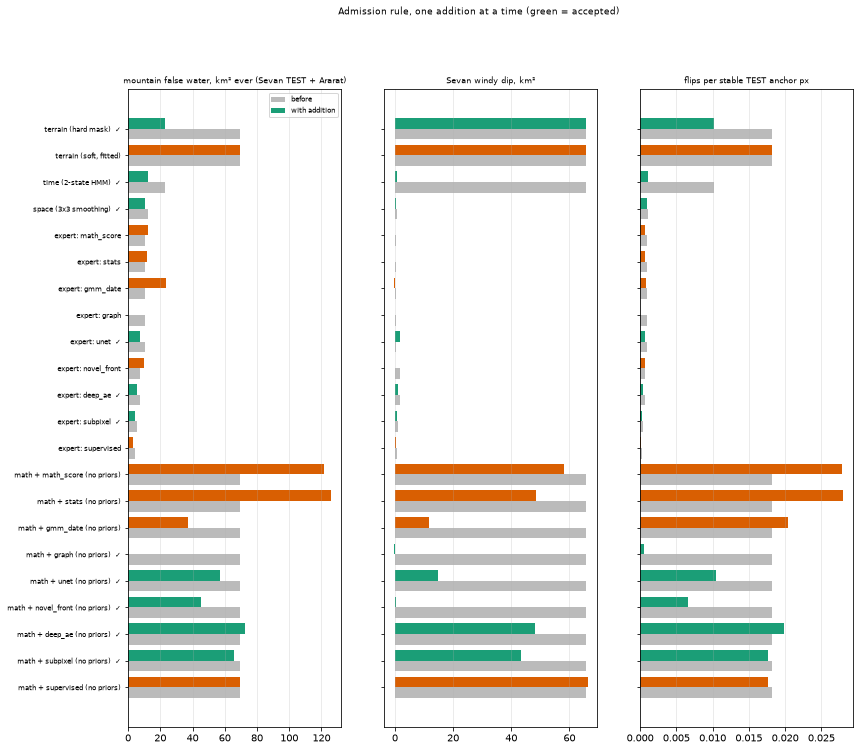 Admission rule, one addition at a time (green = accepted)
mountain false water, km² ever (Sevan TEST + Ararat)
Sevan windy dip, km²
flips per stable TEST anchor px
before
with addition
terrain (hard mask) ✓
terrain (soft, fitted)
time (2-state HMM) ✓
space (3x3 smoothing) ✓
expert: math_score
expert: stats
expert: gmm_date
expert: graph
expert: unet ✓
expert: novel_front
expert: deep_ae ✓
expert: subpixel ✓
expert: supervised
math + math_score (no priors)
math + stats (no priors)
math + gmm_date (no priors)
math + graph (no priors) ✓
math + unet (no priors) ✓
math + novel_front (no priors) ✓
math + deep_ae (no priors) ✓
math + subpixel (no priors) ✓
math + supervised (no priors)
0 20 40 60 80 100 120
0 20 40 60
0.000 0.005 0.010 0.015 0.020 0.025